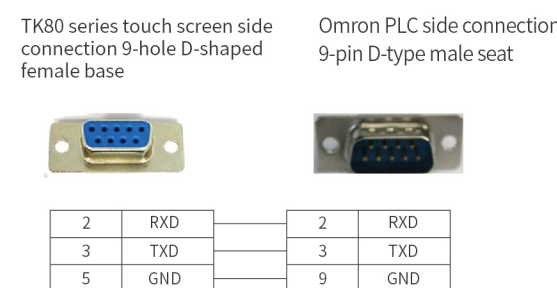 TK80 series touch screen side
connection 9-hole D-shaped
female base
Omron PLC side connection
9-pin D-type male seat
2 RXD 2 RXD
3 TXD 3 TXD
5 GND 9 GND